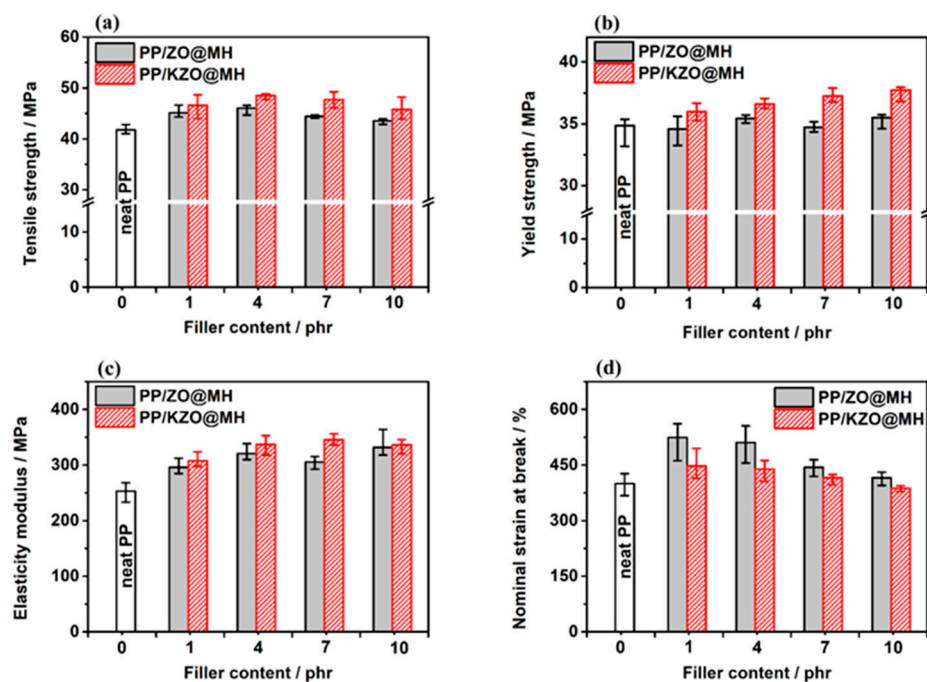 (a)
PP/ZO@MH
PP/KZO@MH
Tensile strength / MPa
60
50
40
30
10
0
neat PP
0 1 4 7 10
Filler content / phr
(b)
PP/ZO@MH
PP/KZO@MH
Yield strength / MPa
40
35
30
10
0
neat PP
0 1 4 7 10
Filler content / phr
(c)
PP/ZO@MH
PP/KZO@MH
Elasticity modulus / MPa
400
300
200
100
0
neat PP
0 1 4 7 10
Filler content / phr
(d)
PP/ZO@MH
PP/KZO@MH
Nominal strain at break / %
600
450
300
150
0
neat PP
0 1 4 7 10
Filler content / phr